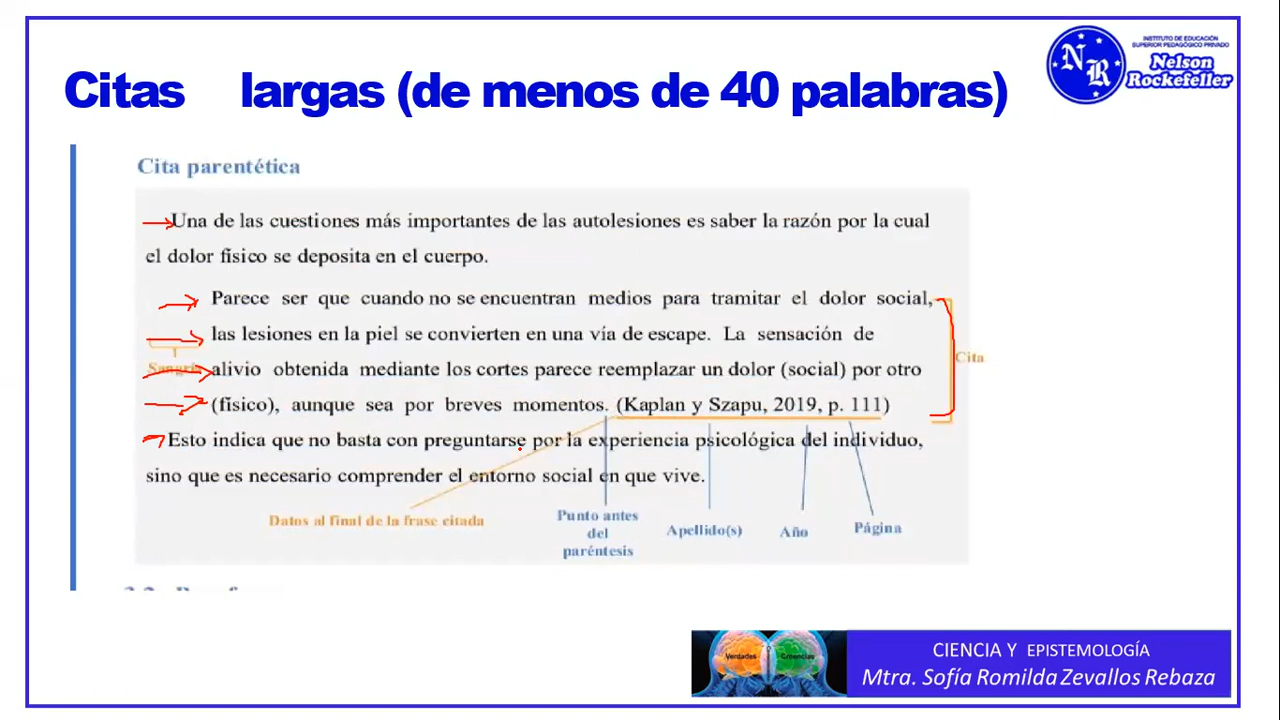 INSTITUTO DE EDUCACIÓN
SUPERIOR PEDAGÓGICO PRIVADO
Nelson
Rockefeller
NR
Citas largas (de menos de 40 palabras)
Cita parentética
Una de las cuestiones más importantes de las autolesiones es saber la razón por la cual
el dolor físico se deposita en el cuerpo.
Parece ser que cuando no se encuentran medios para tramitar el dolor social,
las lesiones en la piel se convierten en una vía de escape. La sensación de
Cita
Sangría
alivio obtenida mediante los cortes parece reemplazar un dolor (social) por otro
(físico), aunque sea por breves momentos. (Kaplan y Szapu, 2019, p. 111)
Esto indica que no basta con preguntarse por la experiencia psicológica del individuo,
sino que es necesario comprender el entorno social en que vive.
Datos al final de la frase citada
Punto antes
del
paréntesis
Apellido(s)
Año
Página
Verdades
Creencias
CIENCIA Y EPISTEMOLOGÍA
Mtra. Sofía Romilda Zevallos Rebaza